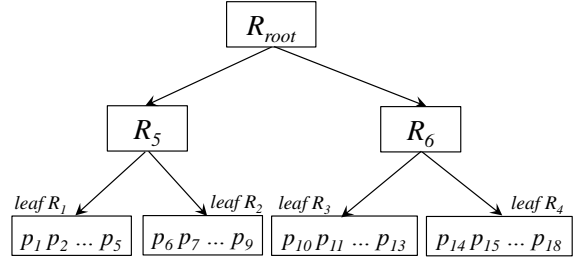 R_root
R_5
R_6
leaf R_1
leaf R_2
leaf R_3
leaf R_4
p_1 p_2 ... p_5
p_6 p_7 ... p_9
p_10 p_11 ... p_13
p_14 p_15 ... p_18